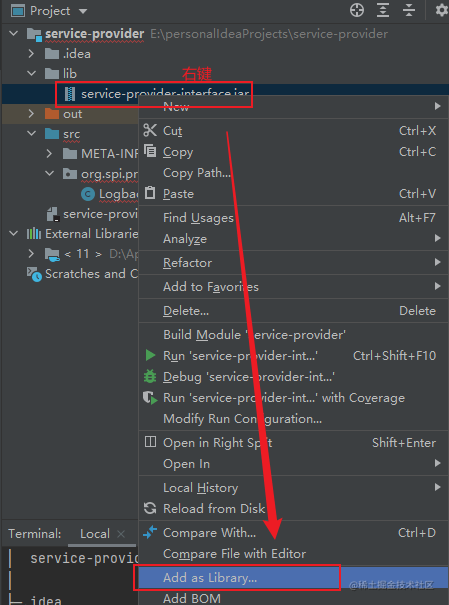 Project
service-provider E:\personalIdeaProjects\service-provider
.idea
lib
右键
service-provider-interface.jar
New
out
Cut Ctrl+X
src
Copy Ctrl+C
META-INF
Copy Path...
org.spi.pr
Paste Ctrl+V
Logba
service-provi
Find Usages Alt+F7
External Librarie
Analyze
< 11 > D:\Ap
Refactor
Scratches and C
Add to Favorites
Delete... Delete
Build Module 'service-provider'
Run 'service-provider-int...' Ctrl+Shift+F10
Debug 'service-provider-int...'
Run 'service-provider-int...' with Coverage
Modify Run Configuration...
Open in Right Split Shift+Enter
Open In
Local History
Reload from Disk
Terminal: Local
Compare With... Ctrl+D
service-provid
Compare File with Editor
Add as Library...
@稀土掘金技术社区
idea
Add BOM